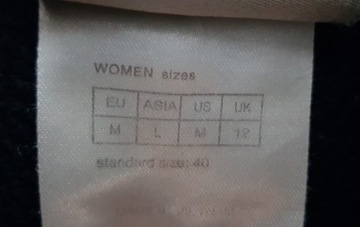 WOMEN sizes
EU ASIA US UK
M L M 12
standard size: 40